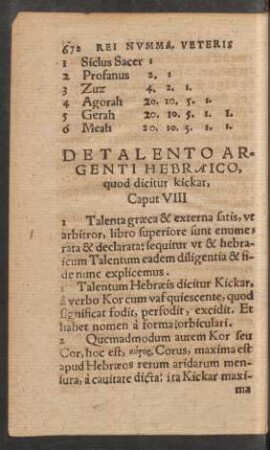 672 REI NVMMA. VETERIS
1 Siclus Sacer 1
2 Profanus 2. 1
3 Zuz 4. 2. 1.
4 Agorah 20. 10. 5. 1.
5 Gerah 20. 10. 5. 1. 1.
6 Meah 20. 10. 5. 1. 1.
DE TALENTO AR-
GENTI HEBRAICO,
quod dicitur kickar,
Caput VIII
1 Talenta græca & externa satis, vt
arbitror, libro superiore sunt enume-
rata & declarata: sequitur vt & hebra-
icum Talentum eadem diligentia & fi-
de nunc explicemus.
1 Talentum Hebræis dicitur Kickar,
à verbo Kor cum vaf quiescente, quod
significat fodit, perfodit, excidit. Et
habet nomen à forma orbiculari.
2 Quemadmodum autem Kor seu
Cor, hoc est, κόρος, Corus, maxima est
apud Hebræos rerum aridarum men-
sura, à cauitate dicta: ita Kickar maxi-
ma